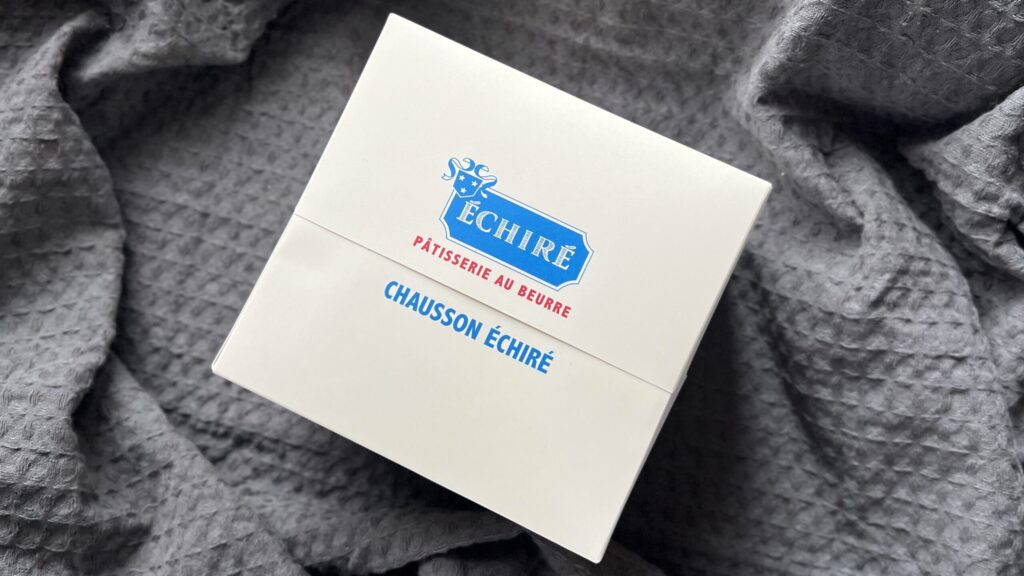 ÉCHIRÉ
PÂTISSERIE AU BEURRE
CHAUSSON ÉCHIRÉ